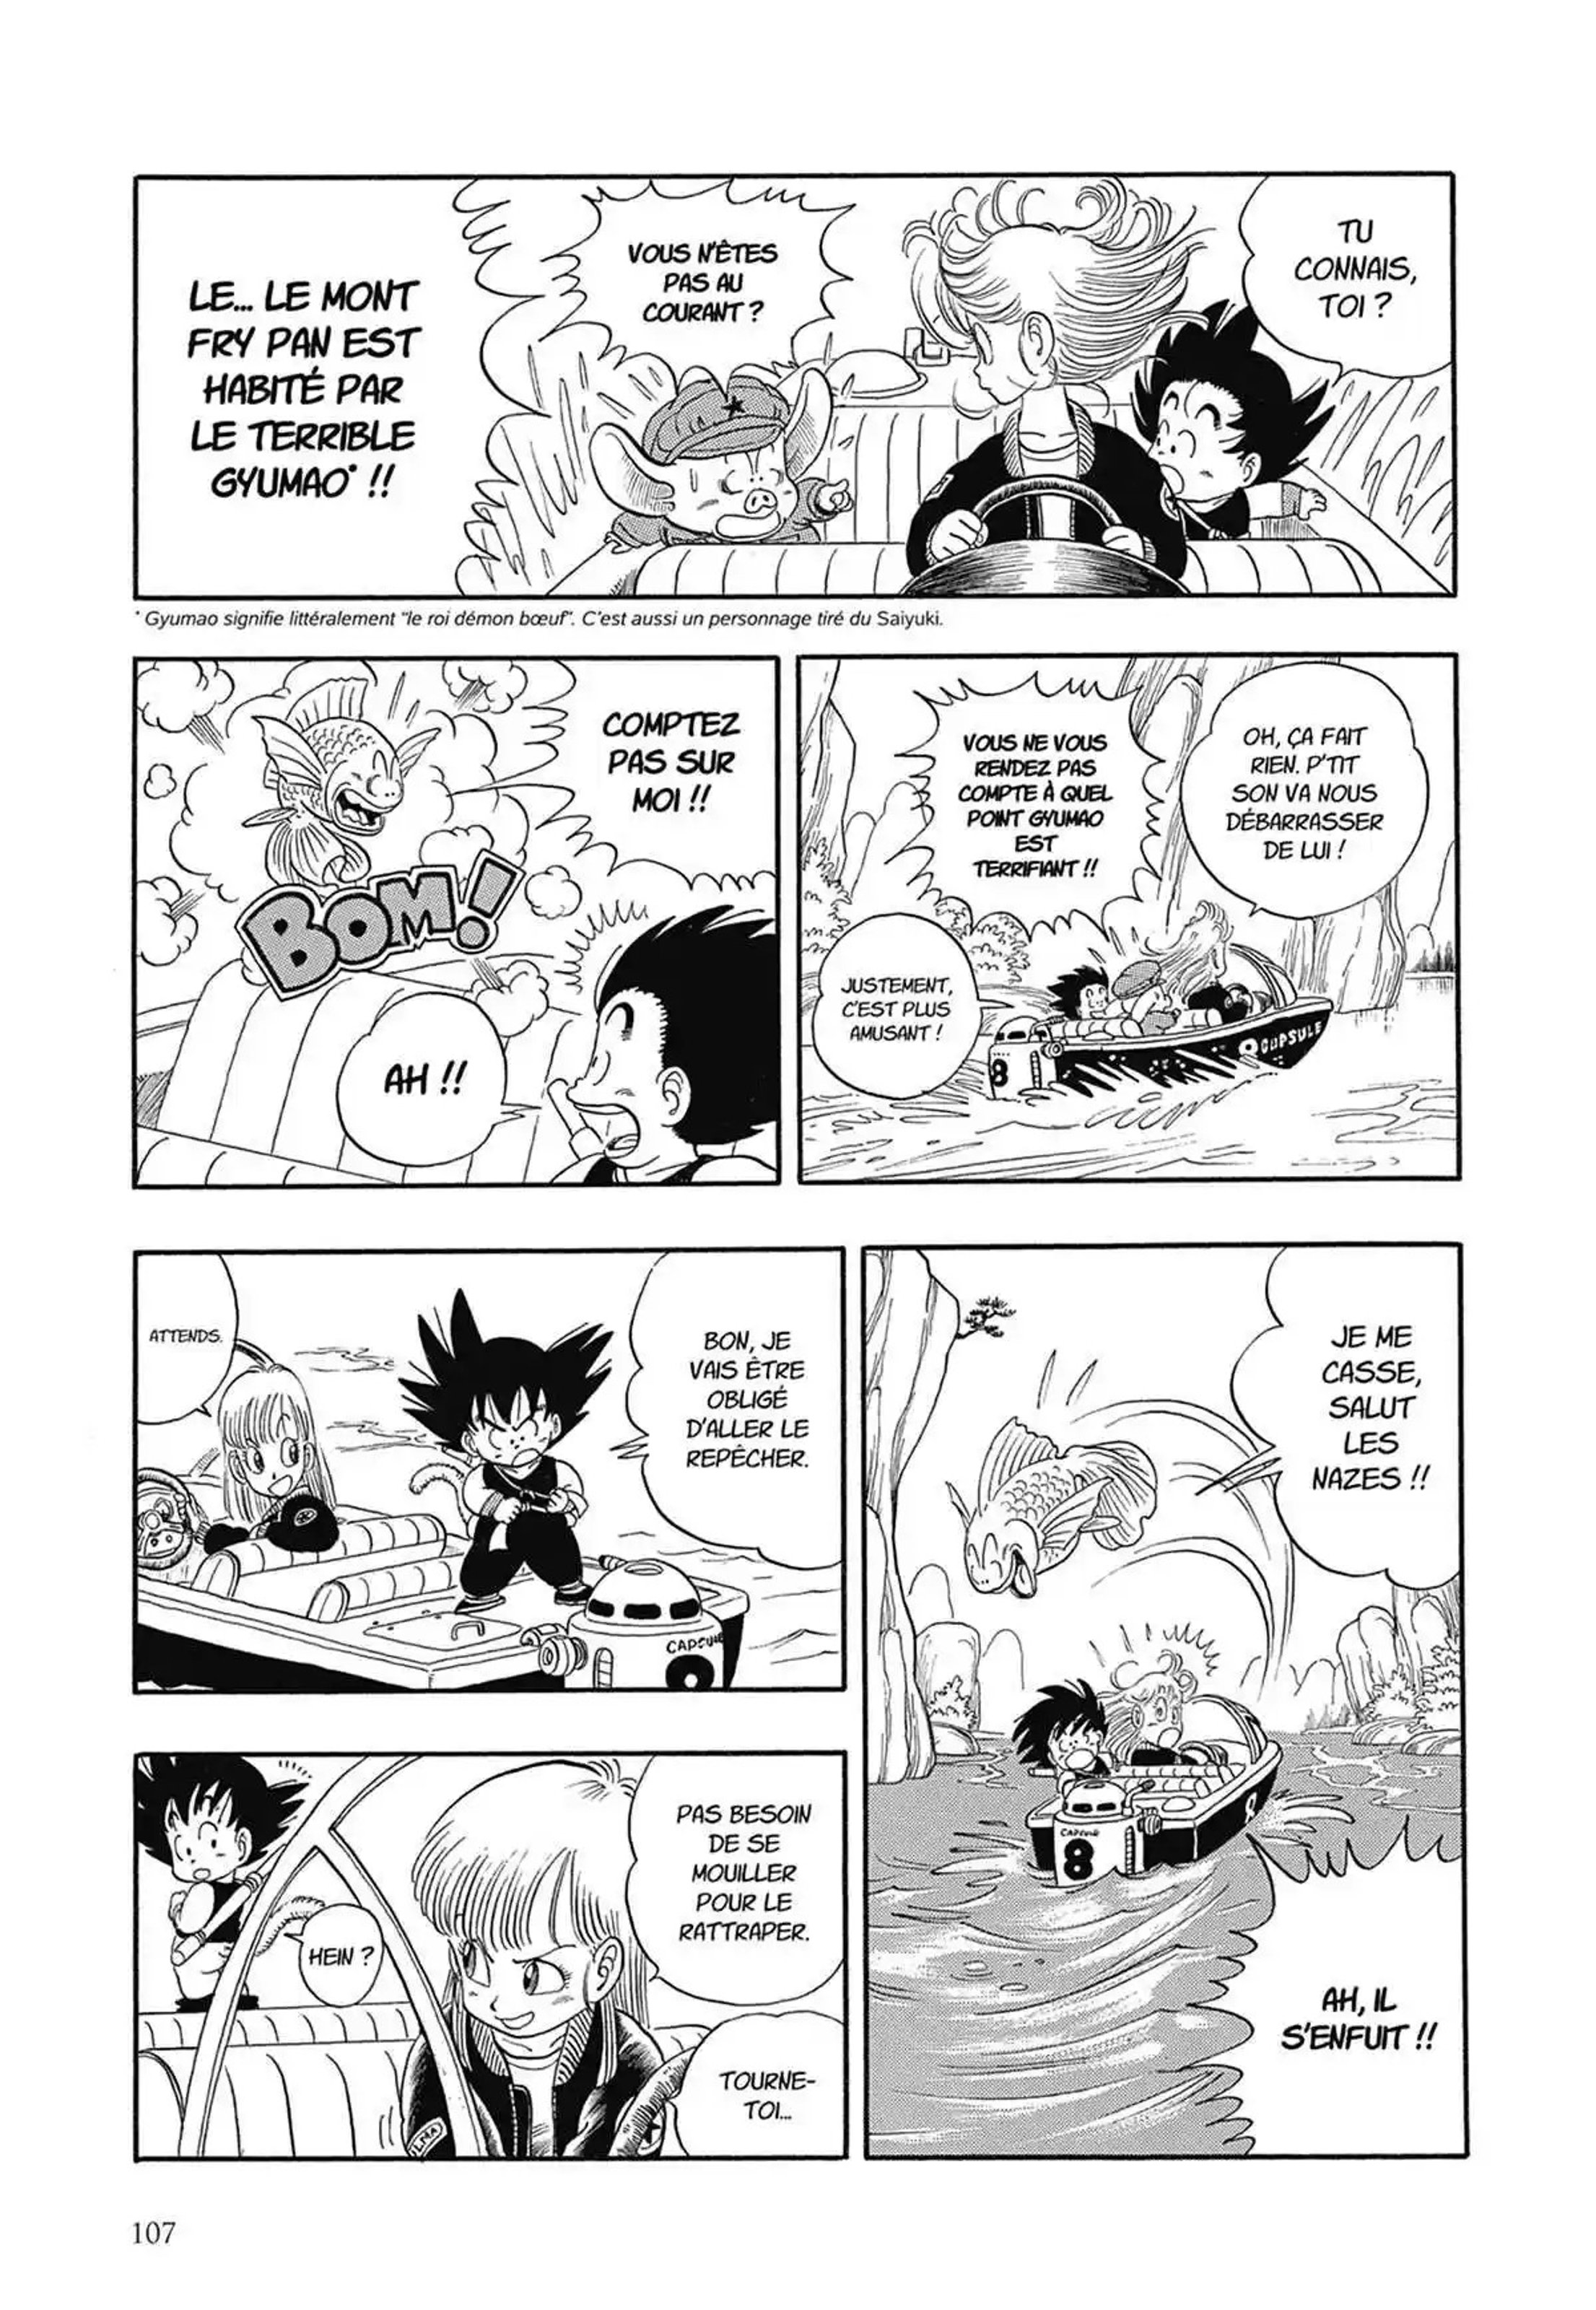 TU
CONNAIS,
TOI ?
VOUS N'ÊTES
PAS AU
COURANT ?
LE... LE MONT
FRY PAN EST
HABITÉ PAR
LE TERRIBLE
GYUMAO* !!
* Gyumao signifie littéralement "le roi démon bœuf". C'est aussi un personnage tiré du Saiyuki.
OH, ÇA FAIT
RIEN. P'TIT
SON VA NOUS
DÉBARRASSER
DE LUI !
VOUS NE VOUS
RENDEZ PAS
COMPTE À QUEL
POINT GYUMAO
EST
TERRIFIANT !!
JUSTEMENT,
C'EST PLUS
AMUSANT !
CAPSULE
8
COMPTEZ
PAS SUR
MOI !!
BOM!
AH !!
JE ME
CASSE,
SALUT
LES
NAZES !!
CAPSULE
8
AH, IL
S'ENFUIT !!
BON, JE
VAIS ÊTRE
OBLIGÉ
D'ALLER LE
REPÊCHER.
ATTENDS.
CAPSULE
PAS BESOIN
DE SE
MOUILLER
POUR LE
RATTRAPER.
HEIN ?
TOURNE-
TOI...
LMA
107